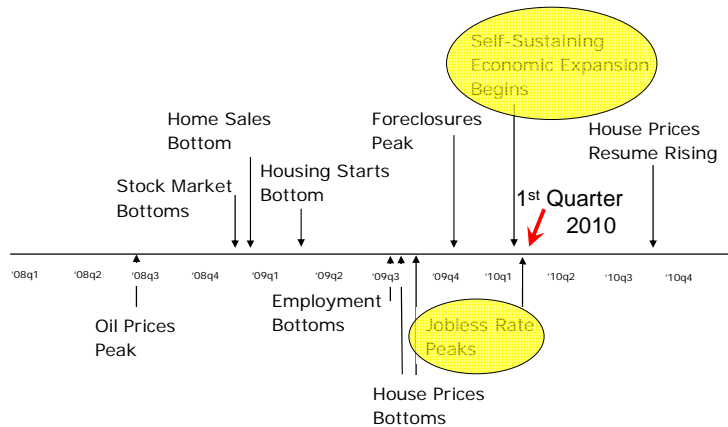 Self-Sustaining
Economic Expansion
Begins
Home Sales
Bottom
Foreclosures
Peak
House Prices
Resume Rising
Stock Market
Bottoms
Housing Starts
Bottom
1st Quarter
2010
'08q1 '08q2 '08q3 '08q4 '09q1 '09q2 '09q3 '09q4 '10q1 '10q2 '10q3 '10q4
Oil Prices
Peak
Employment
Bottoms
Jobless Rate
Peaks
House Prices
Bottoms